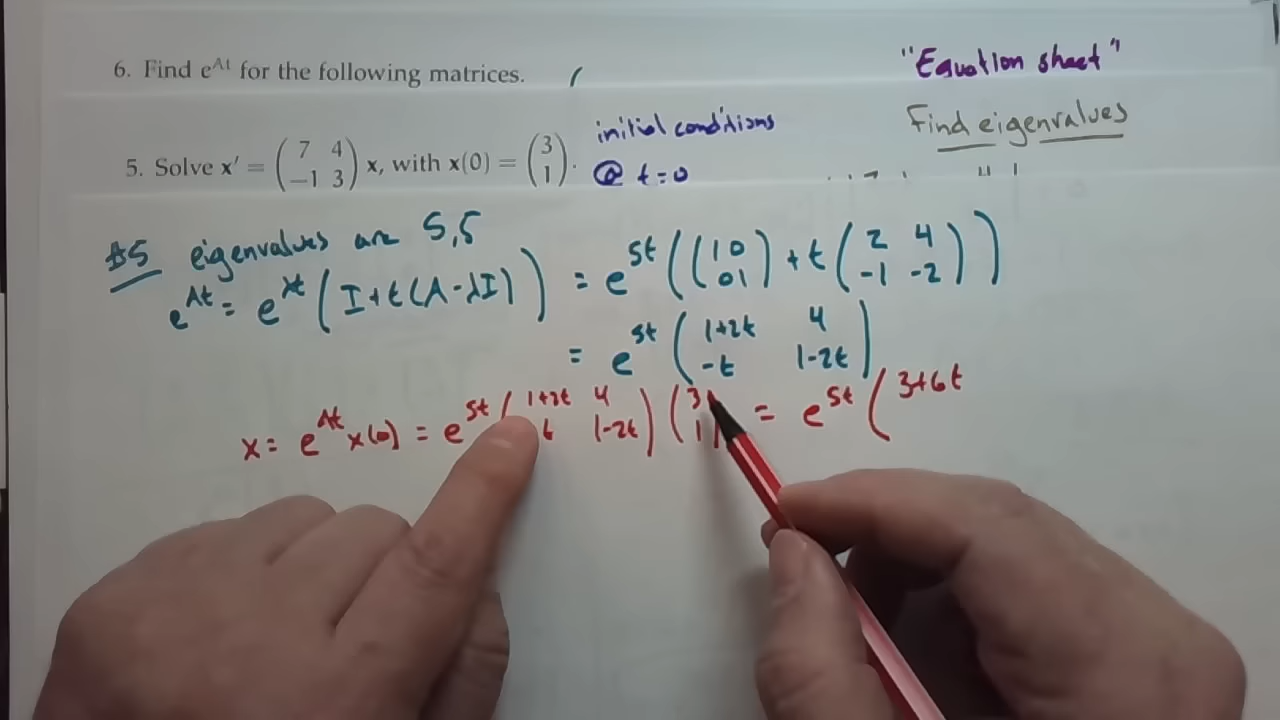 6. Find e^{At} for the following matrices.
"Equation sheet"
Find eigenvalues
5. Solve x′ = (7 4 / −1 3) x, with x(0) = (3 / 1).
initial conditions
@ t=0
#5 eigenvalues are 5,5
e^{At} = e^{λt}(I+t(A-λI)) = e^{5t}((1 0 / 0 1) + t(2 4 / -1 -2))
= e^{5t}(1+2t 4 / -t 1-2t)
x = e^{At}x(0) = e^{5t}(1+2t 4 / t 1-2t)(3 / 1) = e^{5t}(3+6t